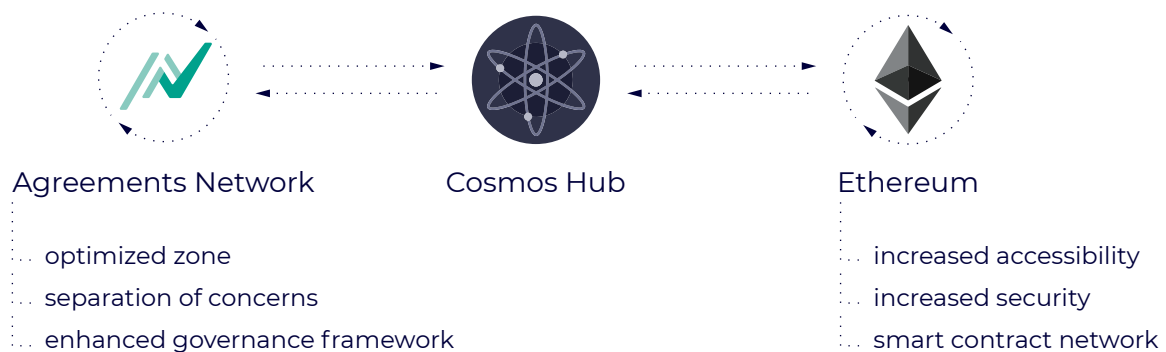 Agreements Network
optimized zone
separation of concerns
enhanced governance framework
Cosmos Hub
Ethereum
increased accessibility
increased security
smart contract network